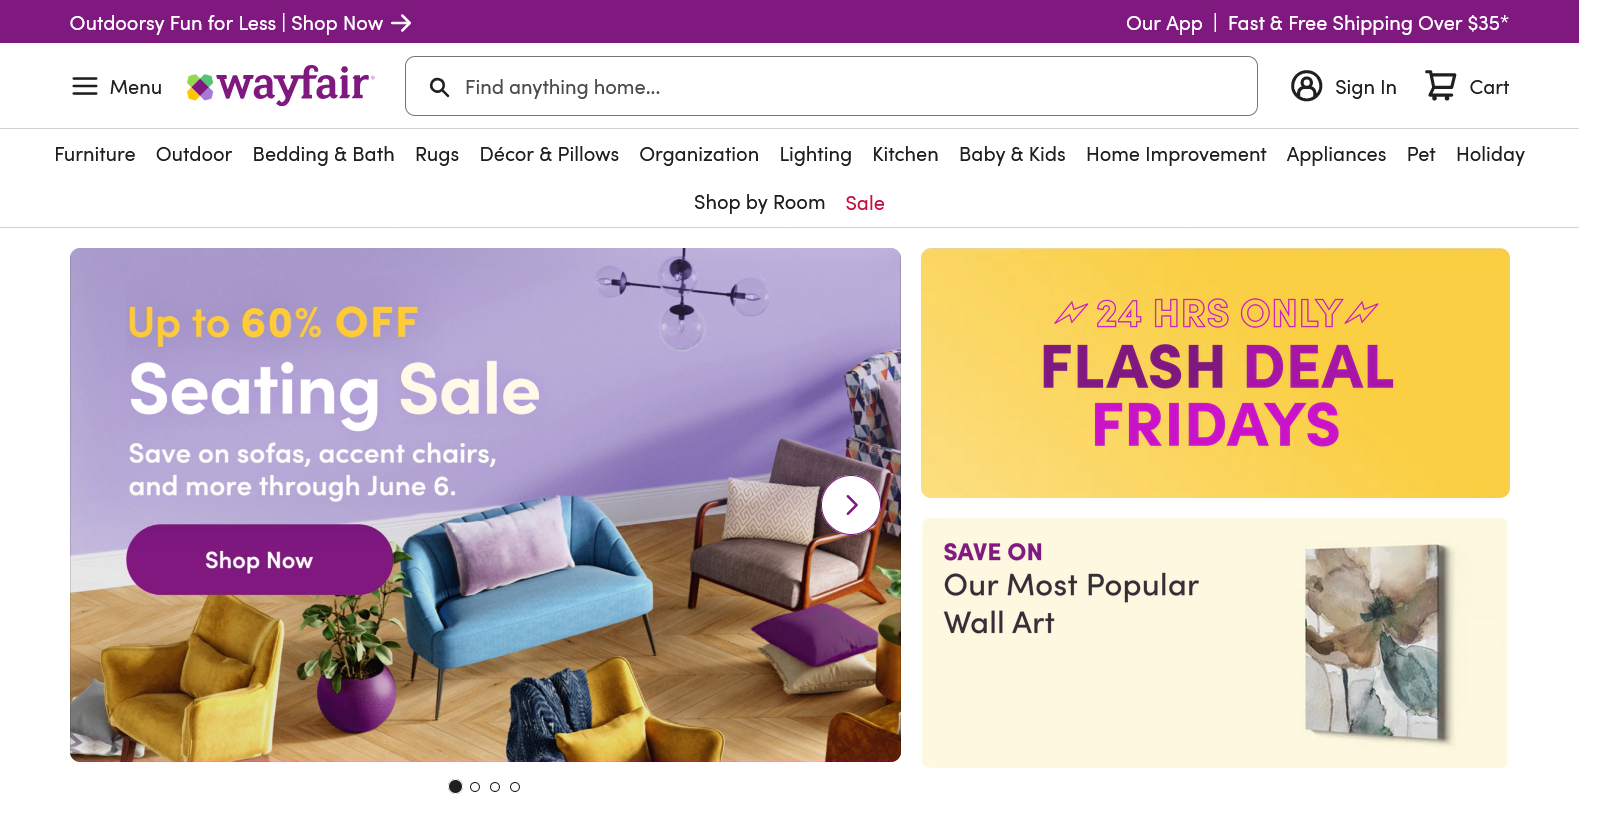 Outdoorsy Fun for Less | Shop Now
Our App | Fast & Free Shipping Over $35*
Menu
wayfair
Find anything home...
Sign In
Cart
Furniture Outdoor Bedding & Bath Rugs Décor & Pillows Organization Lighting Kitchen Baby & Kids Home Improvement Appliances Pet Holiday
Shop by Room Sale
Up to 60% OFF
Seating Sale
Save on sofas, accent chairs,
and more through June 6.
Shop Now
24 HRS ONLY
FLASH DEAL
FRIDAYS
SAVE ON
Our Most Popular
Wall Art